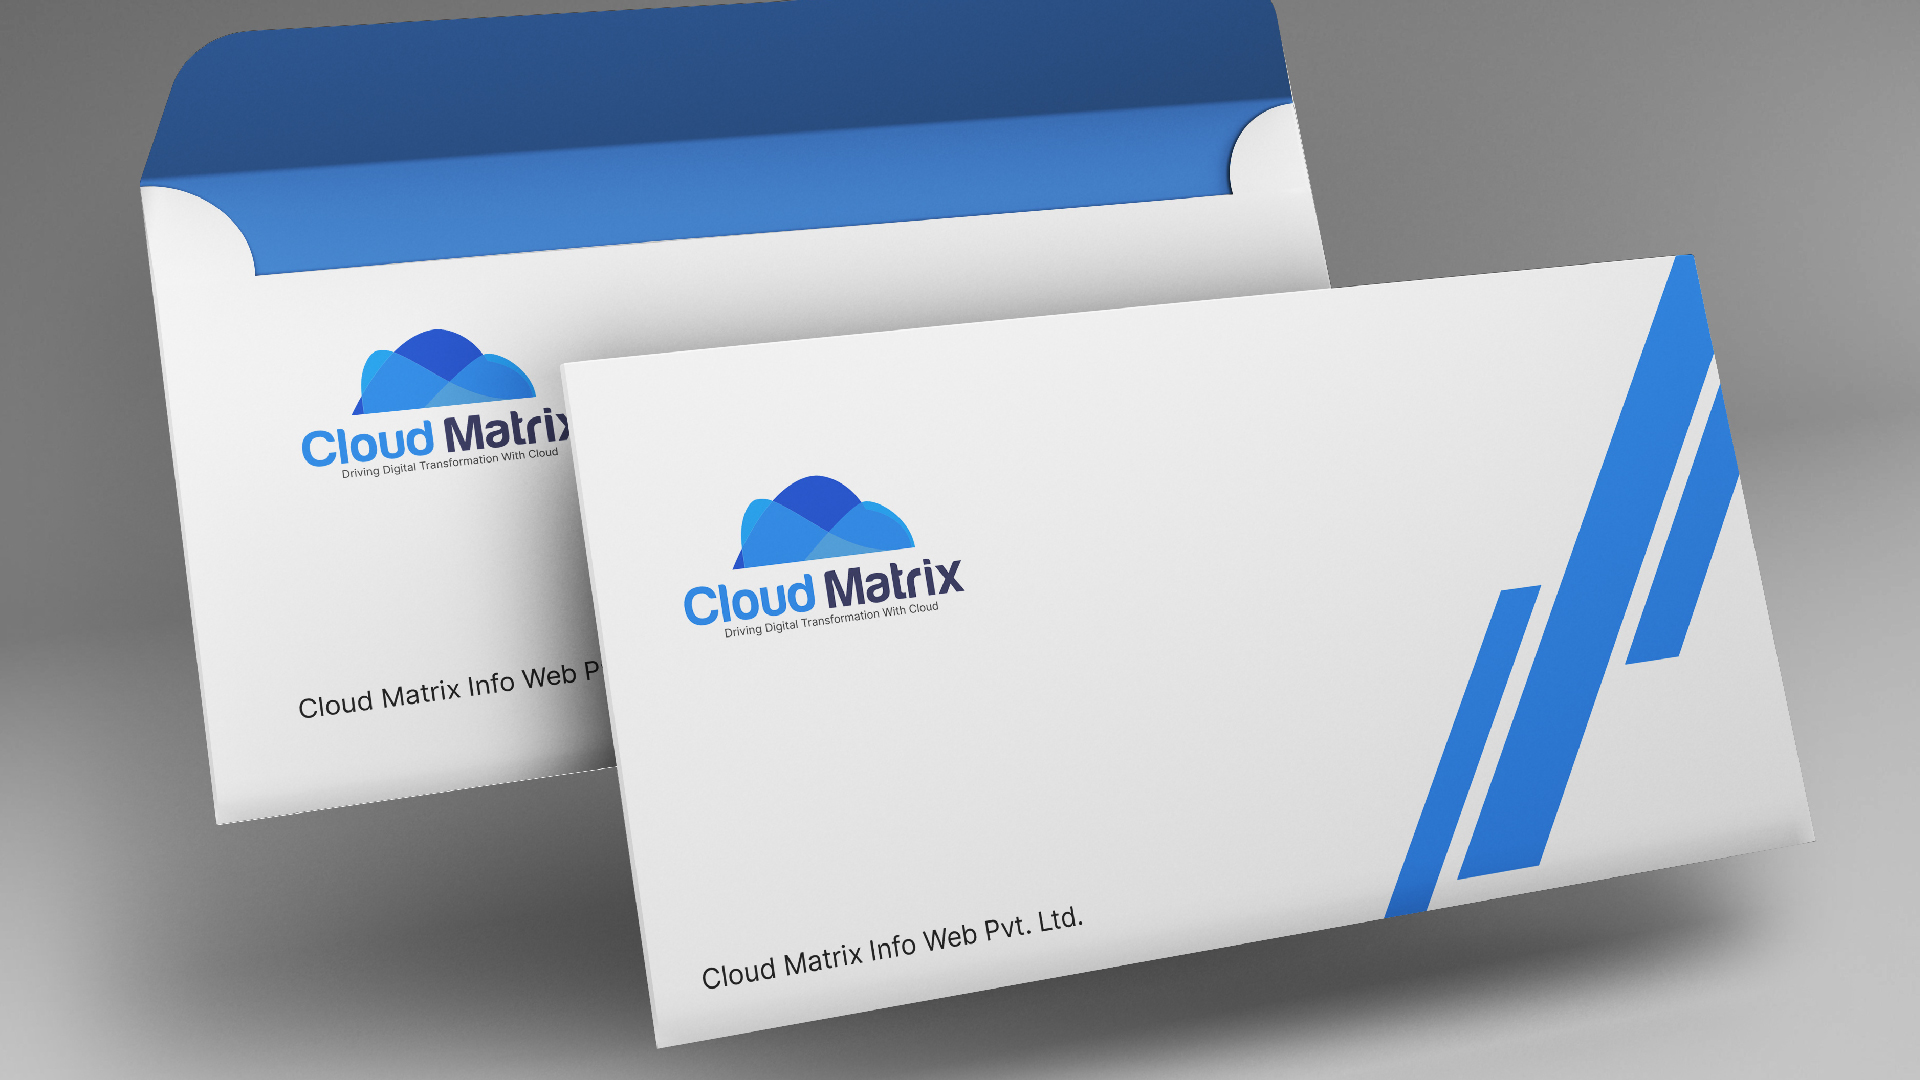 Cloud Matrix
Driving Digital Transformation With Cloud
Cloud Matrix Info Web
Cloud Matrix
Driving Digital Transformation With Cloud
Cloud Matrix Info Web Pvt. Ltd.